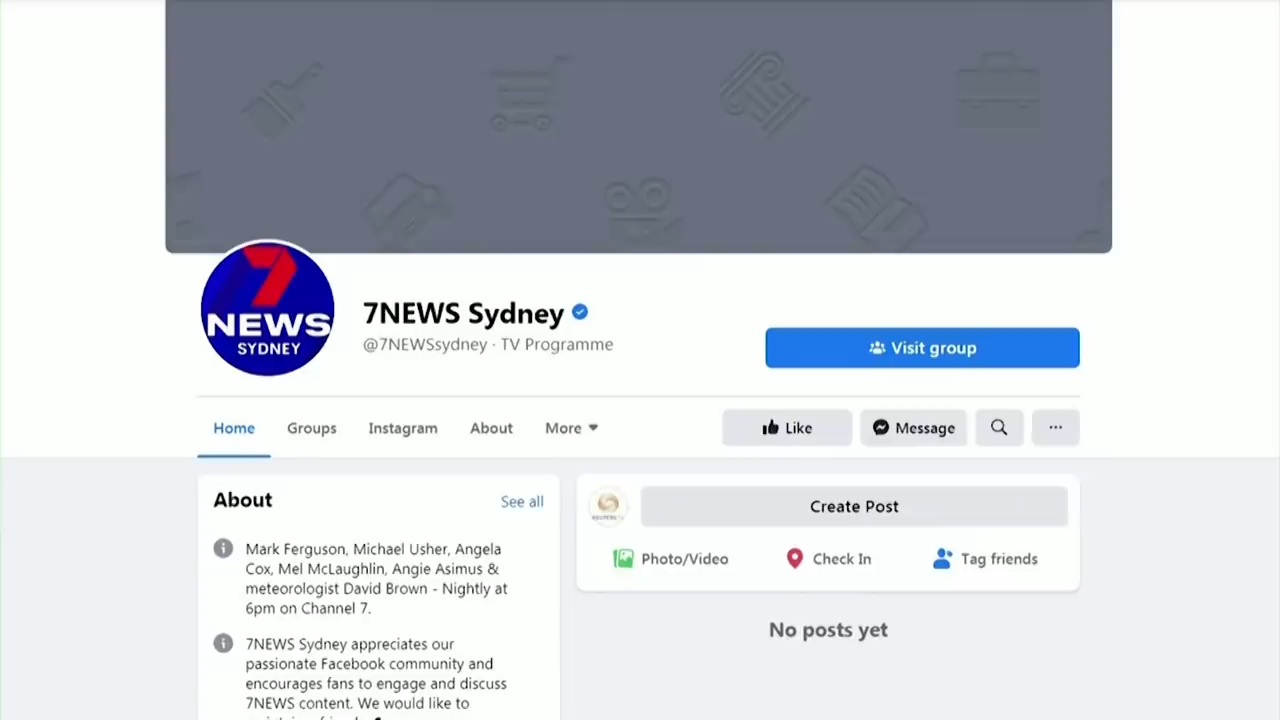 7
NEWS
SYDNEY
7NEWS Sydney
@7NEWSsydney · TV Programme
Visit group
Home
Groups
Instagram
About
More
Like
Message
...
About
See all
Mark Ferguson, Michael Usher, Angela
Cox, Mel McLaughlin, Angie Asimus &
meteorologist David Brown - Nightly at
6pm on Channel 7.
7NEWS Sydney appreciates our
passionate Facebook community and
encourages fans to engage and discuss
7NEWS content. We would like to
Create Post
Photo/Video
Check In
Tag friends
No posts yet